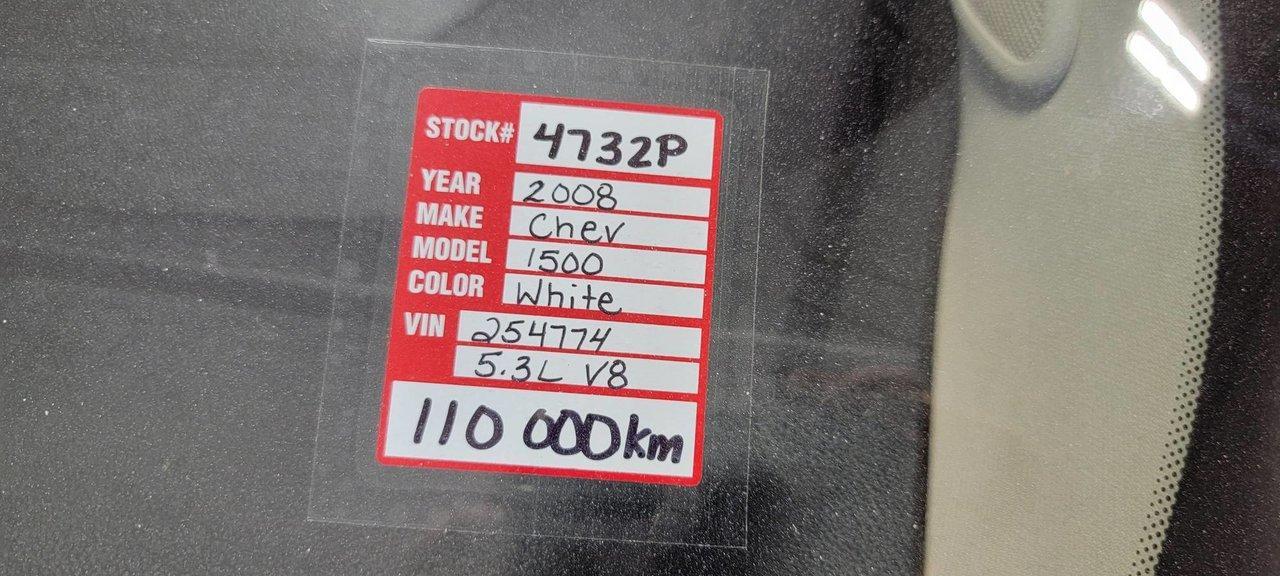 STOCK# 4732P
YEAR 2008
MAKE Chev
MODEL 1500
COLOR White
VIN 254774
5.3L V8
110 000km